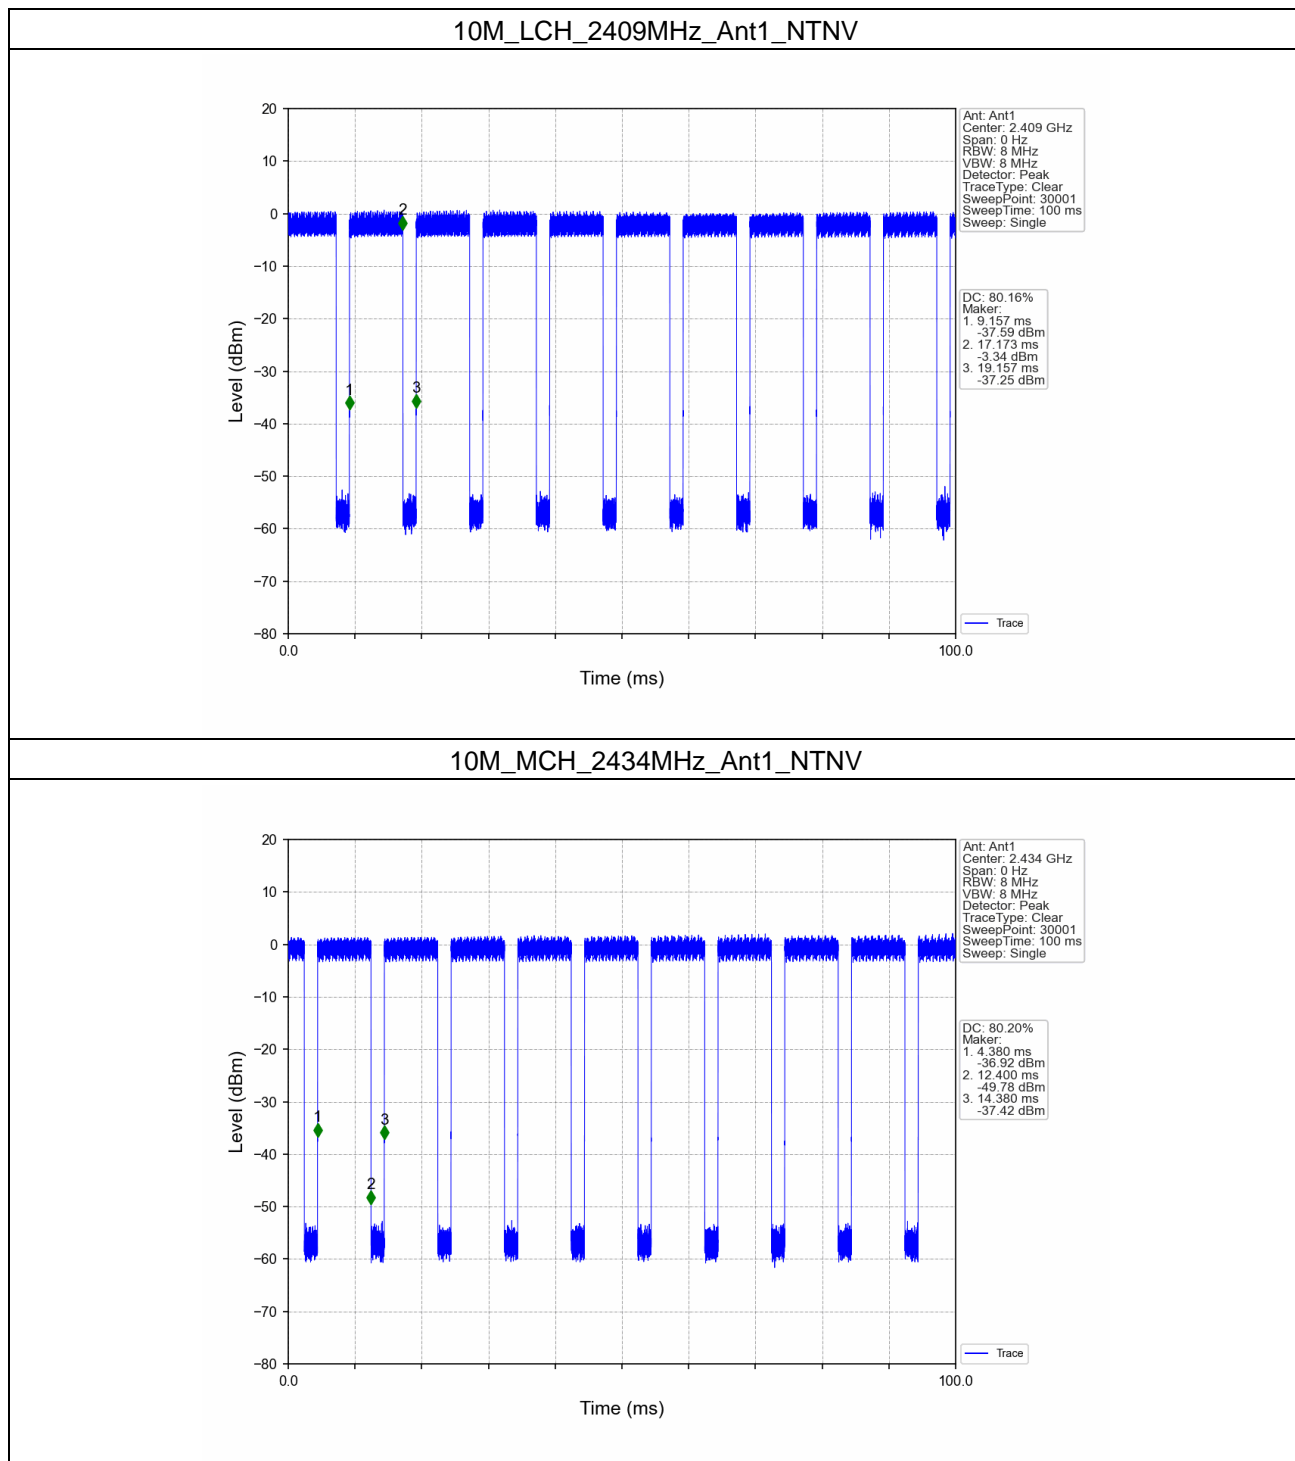 10M_LCH_2409MHz_Ant1_NTNV
20
10
0
−10
−20
−30
−40
−50
−60
−70
−80
Level (dBm)
0.0
100.0
Time (ms)
1
2
3
Ant: Ant1
Center: 2.409 GHz
Span: 0 Hz
RBW: 8 MHz
VBW: 8 MHz
Detector: Peak
TraceType: Clear
SweepPoint: 30001
SweepTime: 100 ms
Sweep: Single
DC: 80.16%
Maker:
1. 9.157 ms
-37.59 dBm
2. 17.173 ms
-3.34 dBm
3. 19.157 ms
-37.25 dBm
Trace
10M_MCH_2434MHz_Ant1_NTNV
20
10
0
−10
−20
−30
−40
−50
−60
−70
−80
Level (dBm)
0.0
100.0
Time (ms)
1
2
3
Ant: Ant1
Center: 2.434 GHz
Span: 0 Hz
RBW: 8 MHz
VBW: 8 MHz
Detector: Peak
TraceType: Clear
SweepPoint: 30001
SweepTime: 100 ms
Sweep: Single
DC: 80.20%
Maker:
1. 4.380 ms
-36.92 dBm
2. 12.400 ms
-49.78 dBm
3. 14.380 ms
-37.42 dBm
Trace